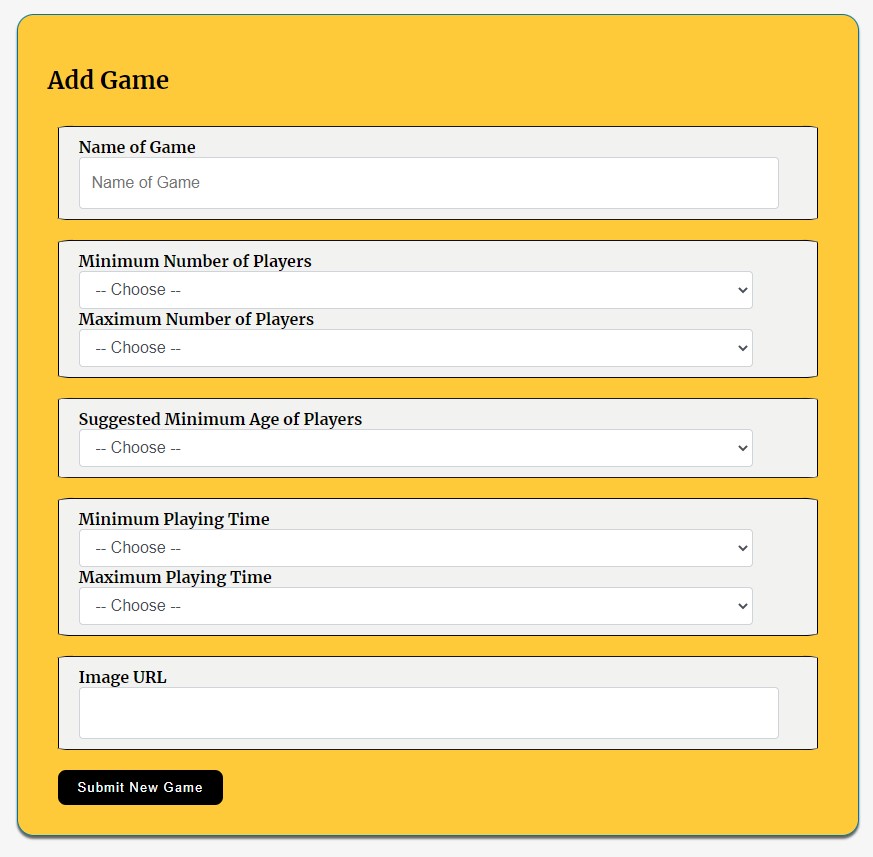 Add Game
Name of Game
Name of Game
Minimum Number of Players
-- Choose --
Maximum Number of Players
-- Choose --
Suggested Minimum Age of Players
-- Choose --
Minimum Playing Time
-- Choose --
Maximum Playing Time
-- Choose --
Image URL
Submit New Game